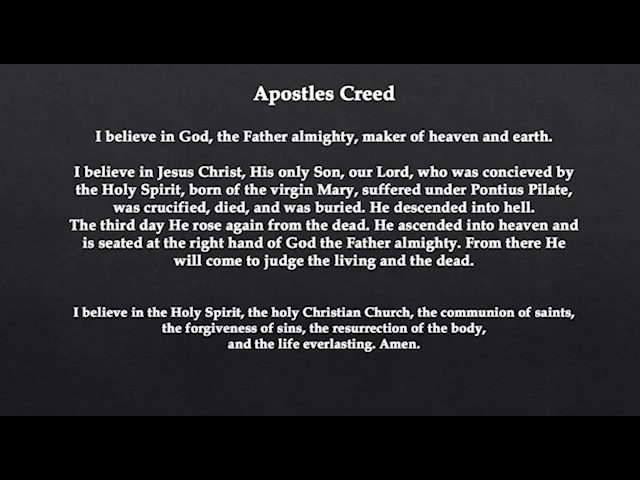 Apostles Creed
I believe in God, the Father almighty, maker of heaven and earth.
I believe in Jesus Christ, His only Son, our Lord, who was concieved by
the Holy Spirit, born of the virgin Mary, suffered under Pontius Pilate,
was crucified, died, and was buried. He descended into hell.
The third day He rose again from the dead. He ascended into heaven and
is seated at the right hand of God the Father almighty. From there He
will come to judge the living and the dead.
I believe in the Holy Spirit, the holy Christian Church, the communion of saints,
the forgiveness of sins, the resurrection of the body,
and the life everlasting. Amen.